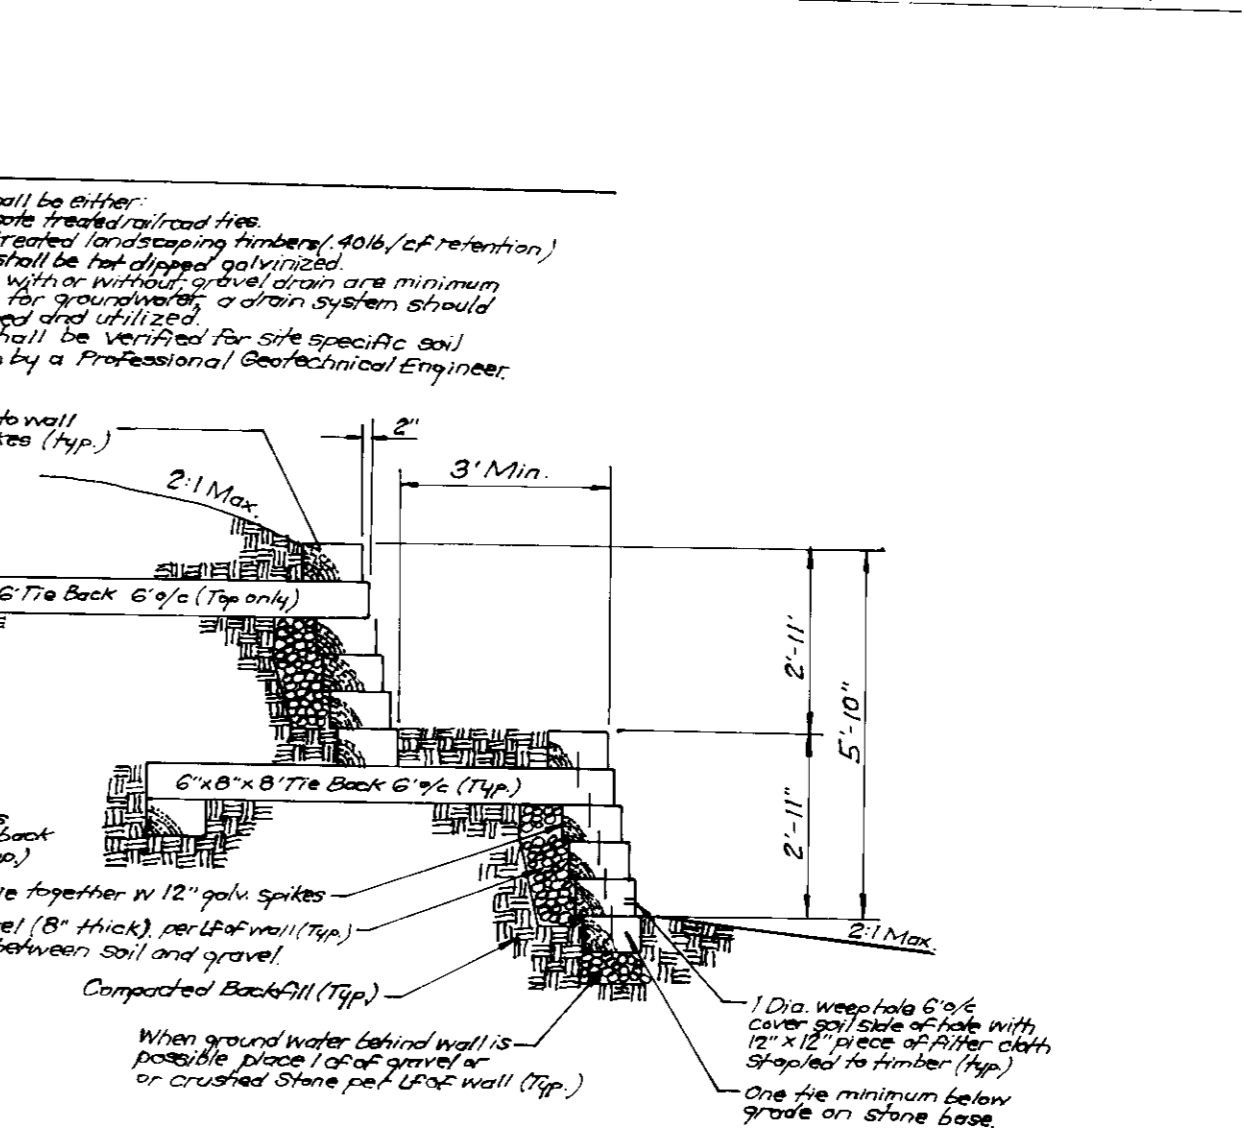 all be either:
sote treated railroad ties.
treated landscaping timbers (.40lb./cf retention)
shall be hot dipped galvinized.
with or without gravel drain are minimum
for groundwater, a drain system should
ed and utilized.
hall be verified for site specific soil
by a Professional Geotechnical Engineer.
to wall
kes (typ.)
2"
3' Min.
2:1 Max.
6' Tie Back 6' o/c (Top only)
2'-11'
5'-10"
6"x8"x8' Tie Back 6' o/c (Typ.)
2'-11"
back
p.)
e together w 12" galv. spikes
el (8" thick). per LF of wall (Typ.)
between soil and gravel.
2:1 Max.
Compacted Backfill (Typ.)
1 Dia. weephole 6' o/c
cover soil side of hole with
12" x 12" piece of filter cloth
Stapled to timber (typ.)
When ground water behind wall is
possible place 1 cf of gravel or
or crushed Stone per LF of wall (Typ.)
One tie minimum below
grade on stone base.